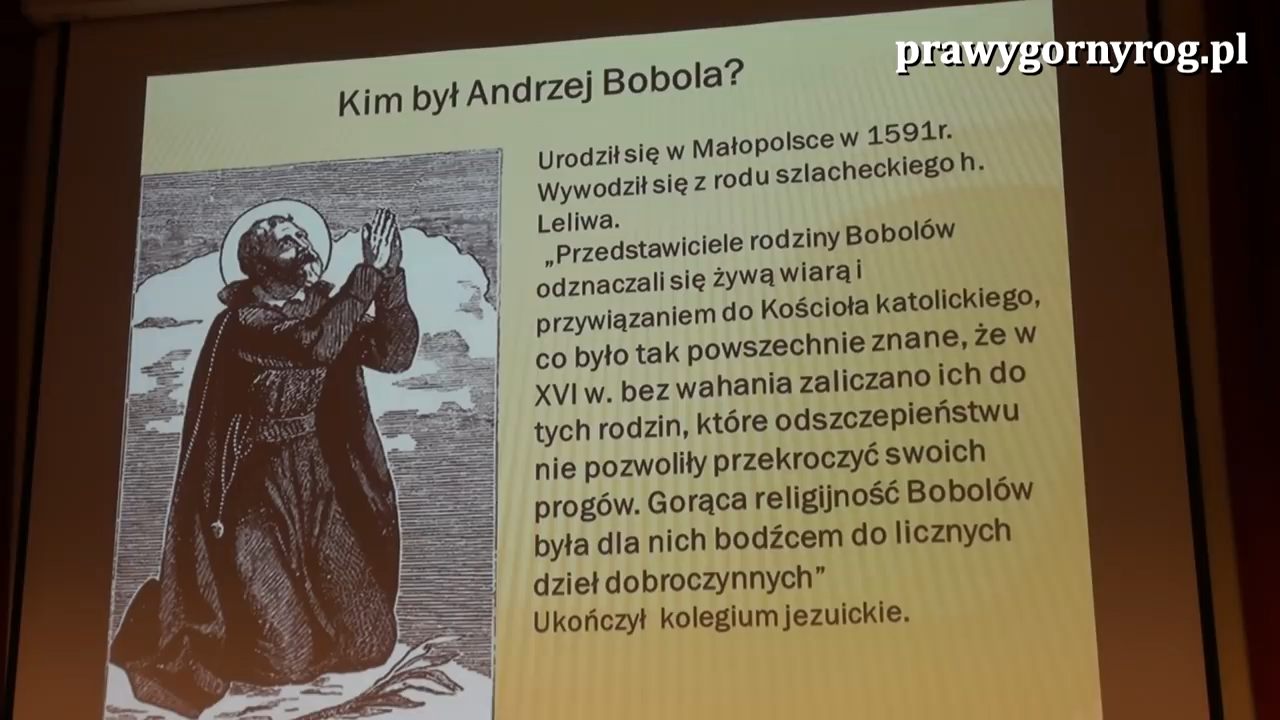 prawygornyrog.pl
Kim był Andrzej Bobola?
Urodził się w Małopolsce w 1591r.
Wywodził się z rodu szlacheckiego h.
Leliwa.
„Przedstawiciele rodziny Bobolów
odznaczali się żywą wiarą i
przywiązaniem do Kościoła katolickiego,
co było tak powszechnie znane, że w
XVI w. bez wahania zaliczano ich do
tych rodzin, które odszczepieństwu
nie pozwoliły przekroczyć swoich
progów. Gorąca religijność Bobolów
była dla nich bodźcem do licznych
dzieł dobroczynnych”
Ukończył kolegium jezuickie.